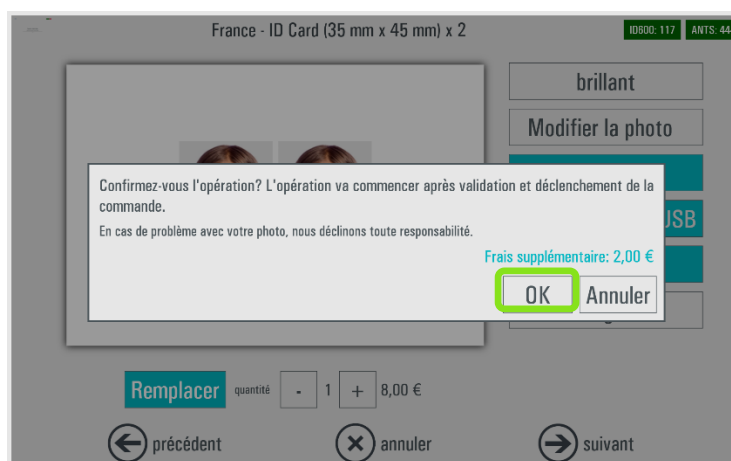 France - ID Card (35 mm x 45 mm) x 2
ID600: 117
ANTS: 44
brillant
Modifier la photo
Confirmez-vous l'opération? L'opération va commencer après validation et déclenchement de la
commande.
En cas de problème avec votre photo, nous déclinons toute responsabilité.
USB
Frais supplémentaire: 2,00 €
OK Annuler
Remplacer quantité - 1 + 8,00 €
précédent annuler suivant